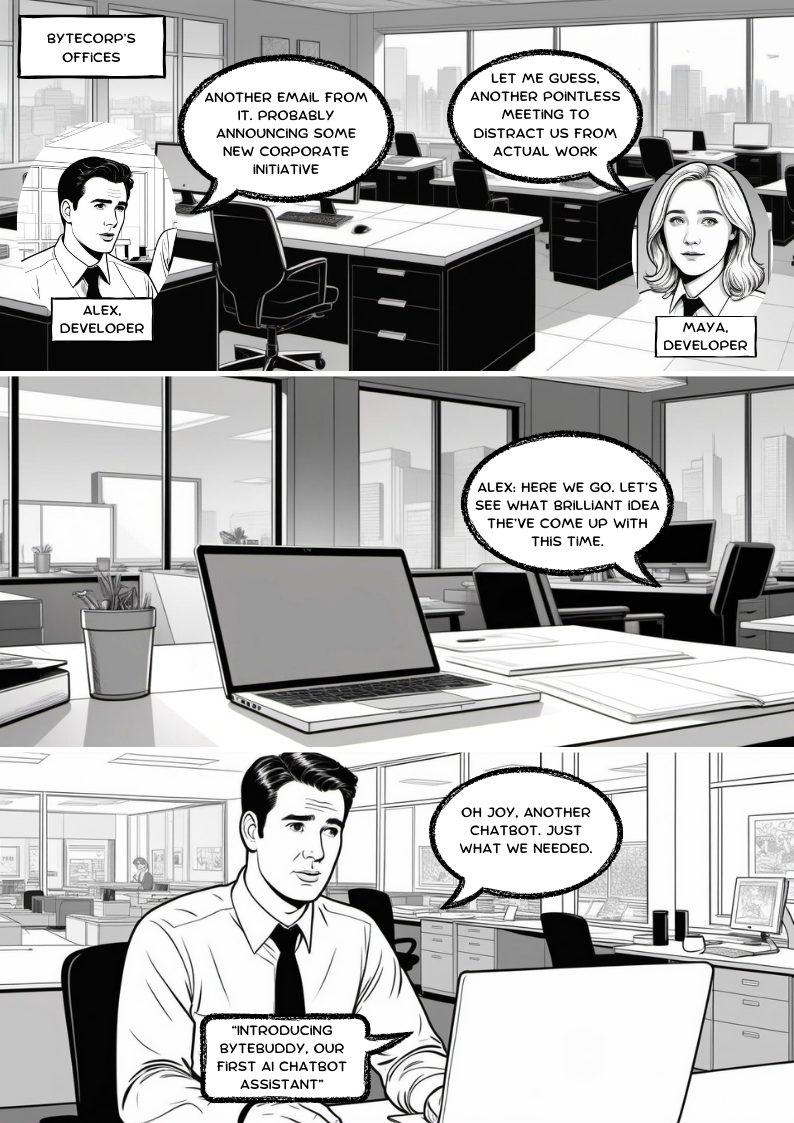 BYTECORP'S
OFFICES
ANOTHER EMAIL FROM
IT. PROBABLY
ANNOUNCING SOME
NEW CORPORATE
INITIATIVE
LET ME GUESS,
ANOTHER POINTLESS
MEETING TO
DISTRACT US FROM
ACTUAL WORK
ALEX,
DEVELOPER
MAYA,
DEVELOPER
ALEX: HERE WE GO. LET'S
SEE WHAT BRILLIANT IDEA
THE'VE COME UP WITH
THIS TIME.
OH JOY, ANOTHER
CHATBOT. JUST
WHAT WE NEEDED.
"INTRODUCING
BYTEBUDDY, OUR
FIRST AI CHATBOT
ASSISTANT"